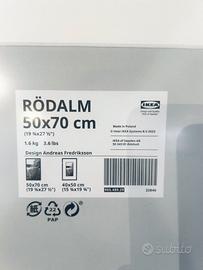 RÖDALM
50x70 cm
(19 ¾x27 ½")
1.6 kg 3.6 lbs
Design Andreas Fredriksson
IKEA
Made in Poland
© Inter IKEA Systems B.V. 2022
IKEA of Sweden AB
SE-343 81 Älmhult
50x70 cm
(19 ¾x27 ½")
40x50 cm
(15 ¾x19 ¾")
22
PAP
subito